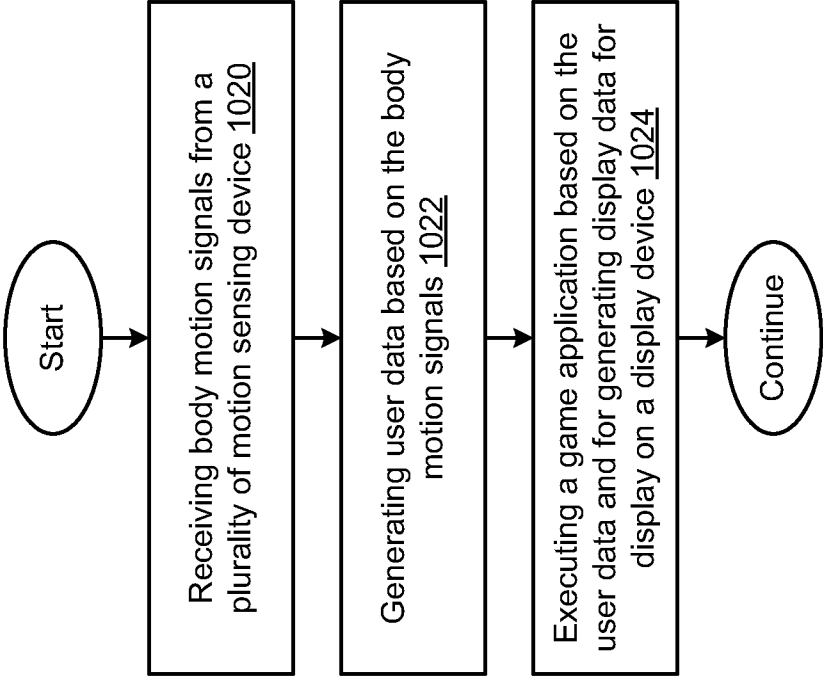 Start
Receiving body motion signals from a
plurality of motion sensing device 1020
Generating user data based on the body
motion signals 1022
Executing a game application based on the
user data and for generating display data for
display on a display device 1024
Continue